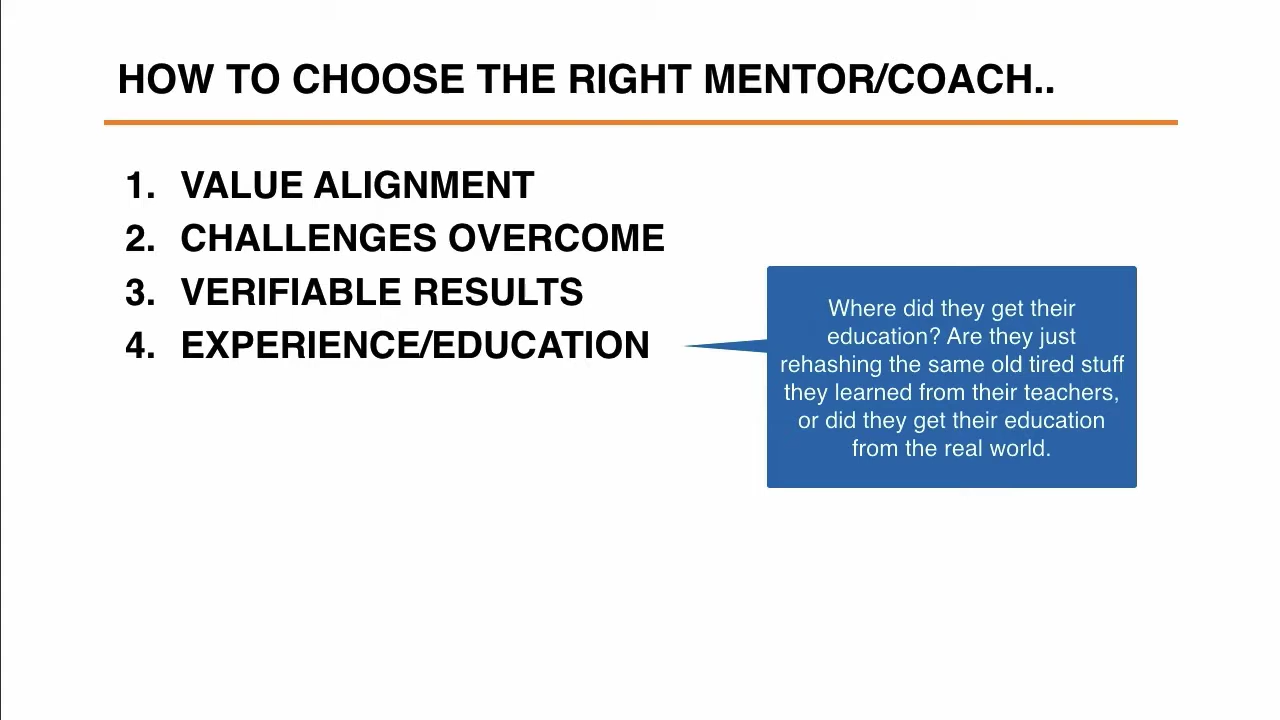 HOW TO CHOOSE THE RIGHT MENTOR/COACH..
1. VALUE ALIGNMENT
2. CHALLENGES OVERCOME
3. VERIFIABLE RESULTS
4. EXPERIENCE/EDUCATION
Where did they get their
education? Are they just
rehashing the same old tired stuff
they learned from their teachers,
or did they get their education
from the real world.